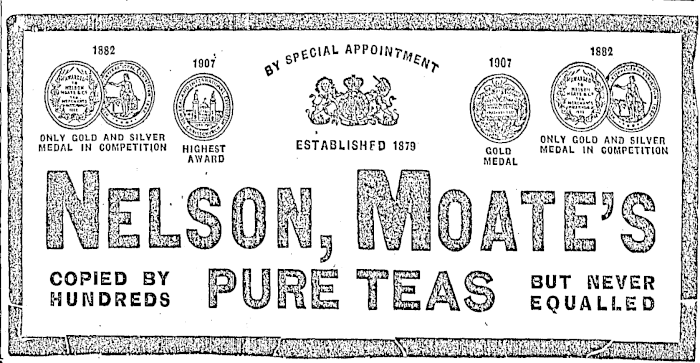 1882
ONLY GOLD AND SILVER
MEDAL IN COMPETITION
1907
HIGHEST
AWARD
BY SPECIAL APPOINTMENT
ESTABLISHED 1879
1907
GOLD
MEDAL
1882
ONLY GOLD AND SILVER
MEDAL IN COMPETITION
NELSON, MOATE'S
COPIED BY
HUNDREDS
PURE TEAS
BUT NEVER
EQUALLED